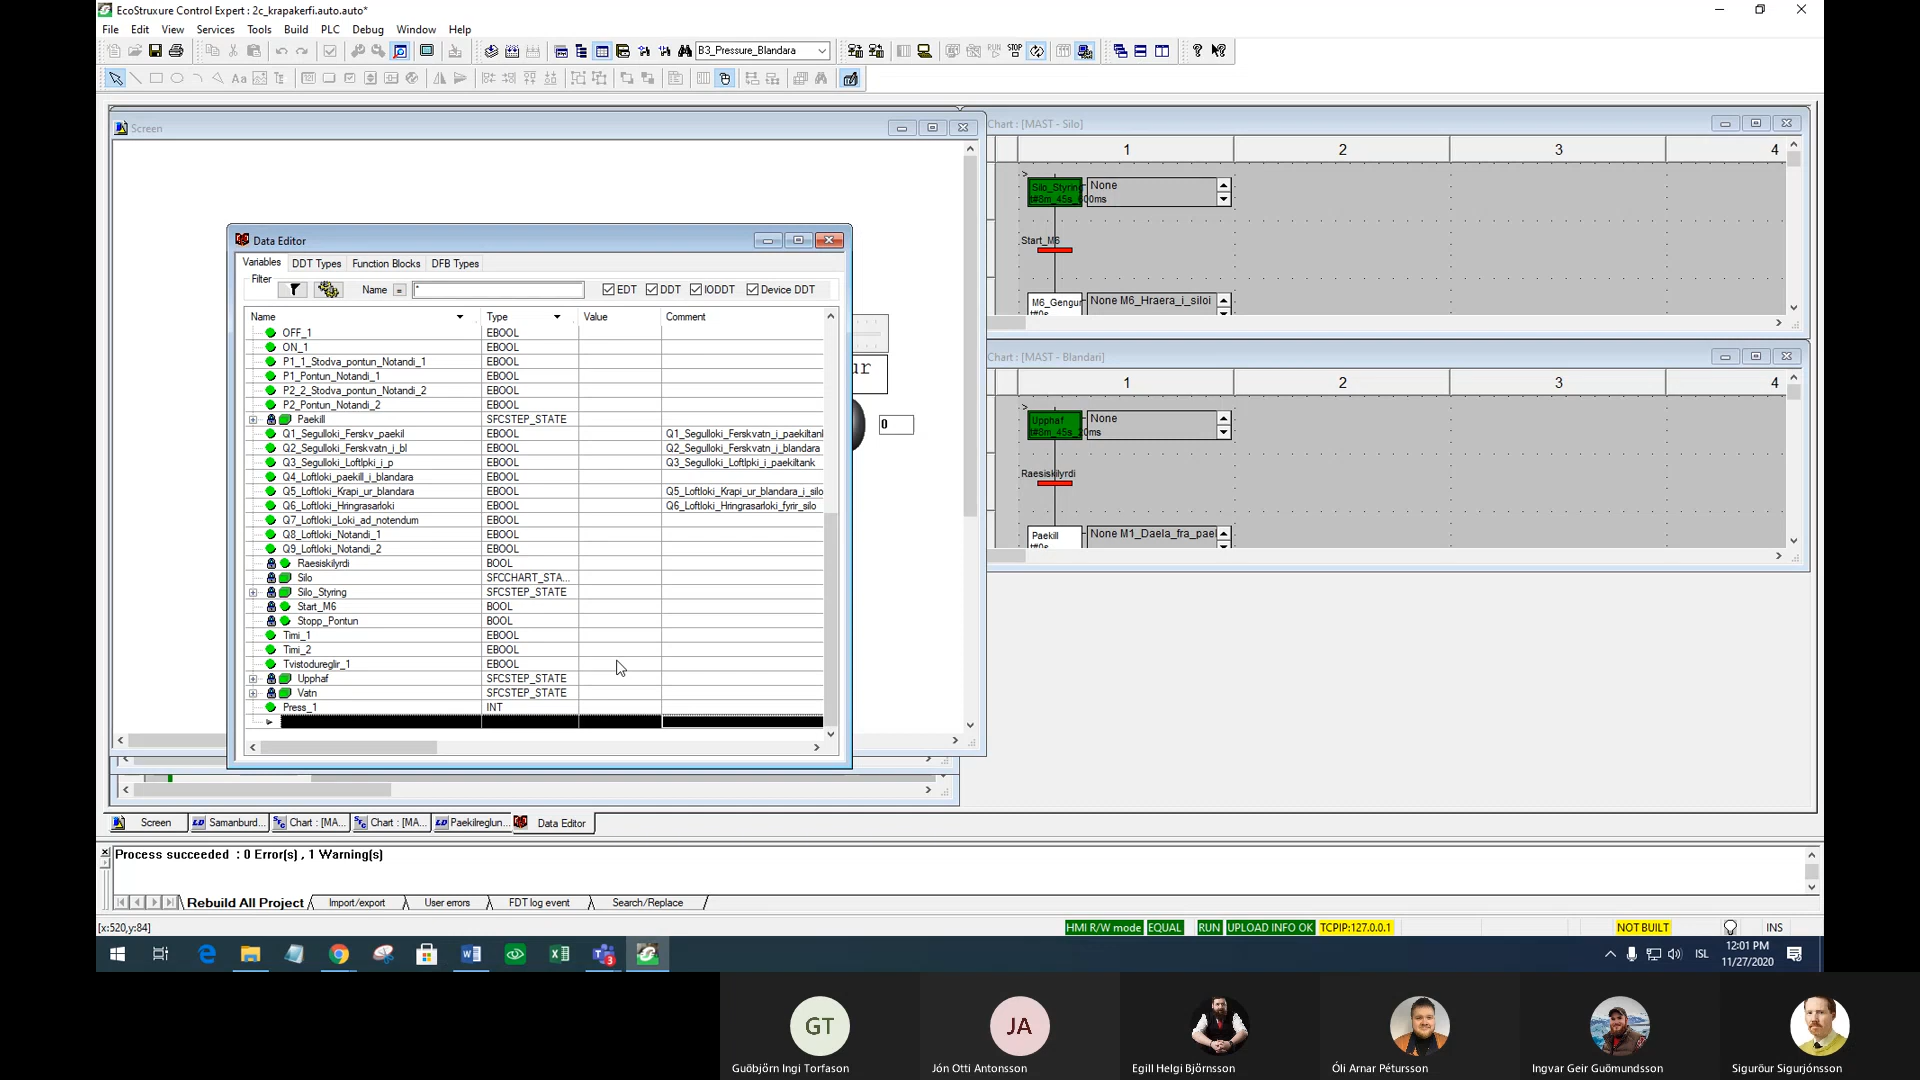 EcoStruxure Control Expert : 2c_krapakerfi.auto.auto*
File Edit View Services Tools Build PLC Debug Window Help
B3_Pressure_Blandara
Screen
Data Editor
Variables DDT Types Function Blocks DFB Types
Filter
Name = * EDT DDT IODDT Device DDT
Name Type Value Comment
OFF_1 EBOOL
ON_1 EBOOL
P1_1_Stodva_pontun_Notandi_1 EBOOL
P1_Pontun_Notandi_1 EBOOL
P2_2_Stodva_pontun_Notandi_2 EBOOL
P2_Pontun_Notandi_2 EBOOL
Paekill SFCSTEP_STATE
Q1_Segulloki_Ferskv_paekil EBOOL Q1_Segulloki_Ferskvatn_i_paekiltank
Q2_Segulloki_Ferskvatn_i_bl EBOOL Q2_Segulloki_Ferskvatn_i_blandara
Q3_Segulloki_Loftlpki_i_p EBOOL Q3_Segulloki_Loftlpki_i_paekiltank
Q4_Loftloki_paekill_i_blandara EBOOL
Q5_Loftloki_Krapi_ur_blandara EBOOL Q5_Loftloki_Krapi_ur_blandara_i_silo
Q6_Loftloki_Hringrasarloki EBOOL Q6_Loftloki_Hringrasarloki_fyrir_silo
Q7_Loftloki_Loki_ad_notendum EBOOL
Q8_Loftloki_Notandi_1 EBOOL
Q9_Loftloki_Notandi_2 EBOOL
Raesiskilyrdi BOOL
Silo SFCCHART_STA...
Silo_Styring SFCSTEP_STATE
Start_M6 BOOL
Stopp_Pontun BOOL
Timi_1 EBOOL
Timi_2 EBOOL
Tvistodureglir_1 EBOOL
Upphaf SFCSTEP_STATE
Vatn SFCSTEP_STATE
Press_1 INT
ur
0
Chart : [MAST - Silo]
1 2 3 4
Silo_Styring None
t#8m_45s_600ms
Start_M6
M6_Gengur None M6_Hraera_i_siloi
t#0s
Chart : [MAST - Blandari]
1 2 3 4
Upphaf None
Raesiskilyrdi
Paekill None M1_Daela_fra_pael
t#0s
Screen Samanburd... Chart : [MA... Chart : [MA... Paekilreglun... Data Editor
Process succeeded : 0 Error(s) , 1 Warning(s)
Rebuild All Project Import/export User errors FDT log event Search/Replace
[x:520,y:84] HMI R/W mode EQUAL RUN UPLOAD INFO OK TCPIP:127.0.0.1 NOT BUILT INS
ISL
12:01 PM
11/27/2020
GT JA
Guðbjörn Ingi Torfason Jón Otti Antonsson Egill Helgi Björnsson Óli Arnar Pétursson Ingvar Geir Guðmundsson Sigurður Sigurjónsson